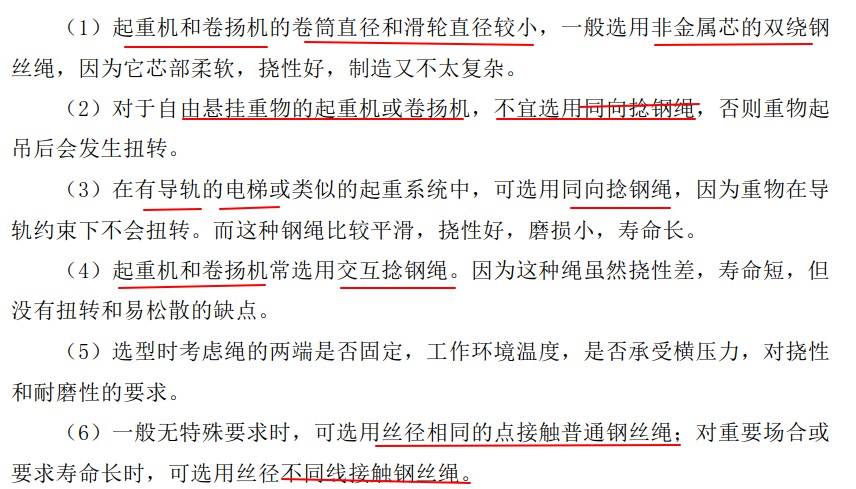 （1）起重机和卷扬机的卷筒直径和滑轮直径较小，一般选用非金属芯的双绕钢
丝绳，因为它芯部柔软，挠性好，制造又不太复杂。
（2）对于自由悬挂重物的起重机或卷扬机，不宜选用同向捻钢绳，否则重物起
吊后会发生扭转。
（3）在有导轨的电梯或类似的起重系统中，可选用同向捻钢绳，因为重物在导
轨约束下不会扭转。而这种钢绳比较平滑，挠性好，磨损小，寿命长。
（4）起重机和卷扬机常选用交互捻钢绳。因为这种绳虽然挠性差，寿命短，但
没有扭转和易松散的缺点。
（5）选型时考虑绳的两端是否固定，工作环境温度，是否承受横压力，对挠性
和耐磨性的要求。
（6）一般无特殊要求时，可选用丝径相同的点接触普通钢丝绳；对重要场合或
要求寿命长时，可选用丝径不同线接触钢丝绳。